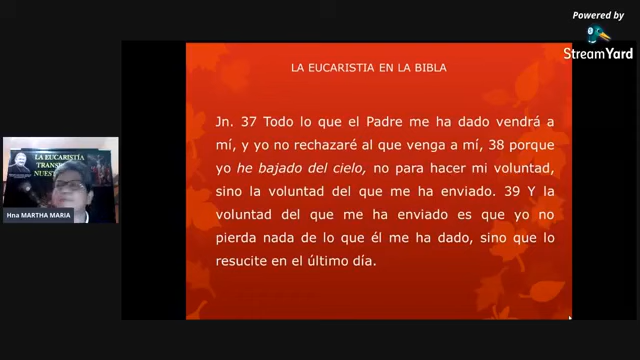 Powered by
StreamYard
LA EUCARISTIA EN LA BIBLA
Jn. 37 Todo lo que el Padre me ha dado vendrá a
mí, y yo no rechazaré al que venga a mí, 38 porque
yo he bajado del cielo, no para hacer mi voluntad,
sino la voluntad del que me ha enviado. 39 Y la
voluntad del que me ha enviado es que yo no
pierda nada de lo que él me ha dado, sino que lo
resucite en el último día.
LA EUCARISTÍA
Hna MARTHA MARIA